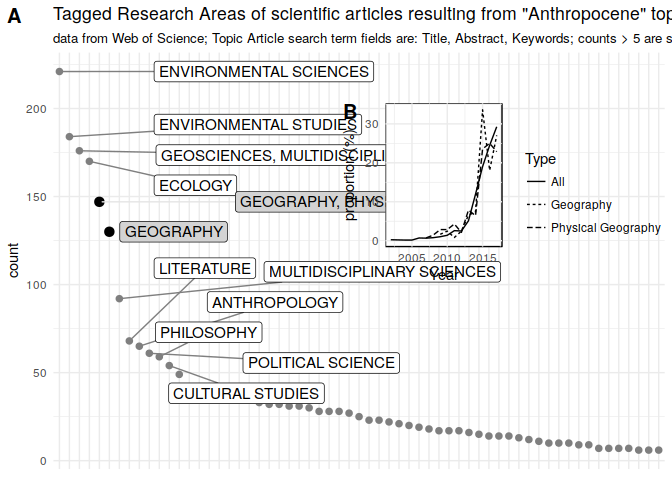 A
Tagged Research Areas of scientific articles resulting from "Anthropocene" top
data from Web of Science; Topic Article search term fields are: Title, Abstract, Keywords; counts > 5 are s
ENVIRONMENTAL SCIENCES
ENVIRONMENTAL STUDIES
GEOSCIENCES, MULTIDISCIPLI
ECOLOGY
GEOGRAPHY, PHYS
GEOGRAPHY
LITERATURE
MULTIDISCIPLINARY SCIENCES
ANTHROPOLOGY
PHILOSOPHY
POLITICAL SCIENCE
CULTURAL STUDIES
count
200
150
100
50
0
B
proportion (%)
30
20
10
0
2005
2010
2015
Year
Type
All
Geography
Physical Geography